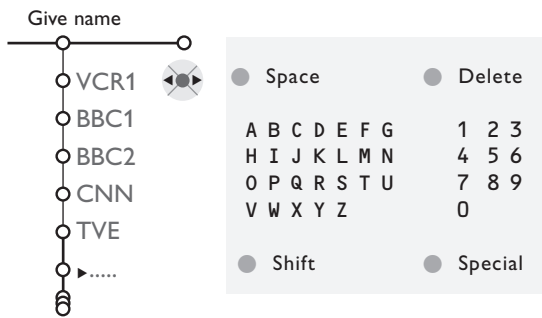 Give name
VCR1
BBC1
BBC2
CNN
TVE
▶.....
Space Delete
A B C D E F G 1 2 3
H I J K L M N 4 5 6
O P Q R S T U 7 8 9
V W X Y Z 0
Shift Special